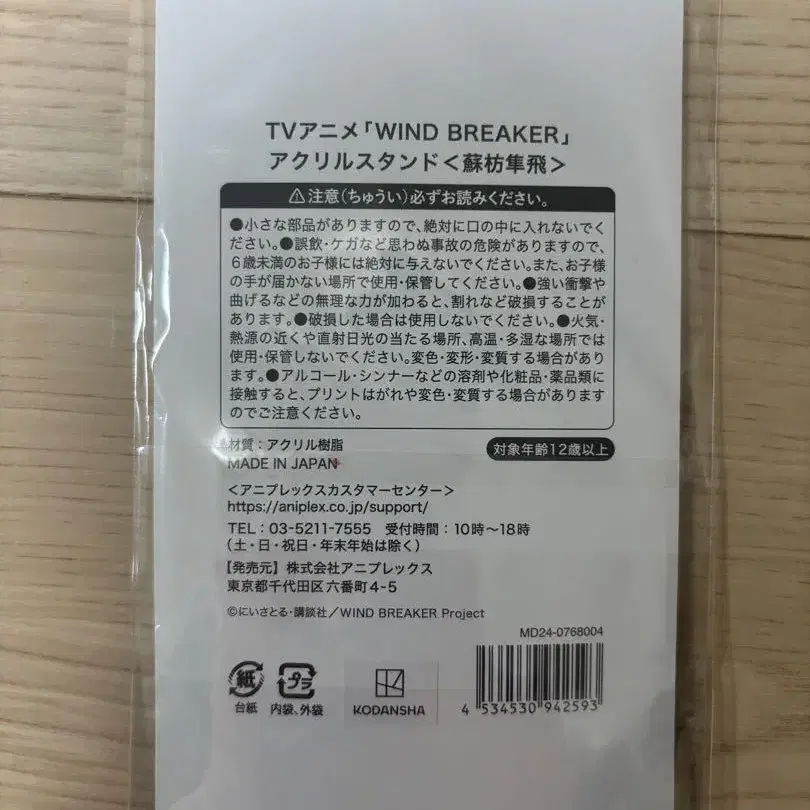 TVアニメ「WIND BREAKER」
アクリルスタンド＜蘇枋隼飛＞
⚠注意（ちゅうい）必ずお読みください。
●小さな部品がありますので、絶対に口の中に入れないでく
ださい。●誤飲・ケガなど思わぬ事故の危険がありますので、
6歳未満のお子様には絶対に与えないでください。また、お子様
の手が届かない場所で使用・保管してください。●強い衝撃や
曲げるなどの無理な力が加わると、割れなど破損することが
あります。●破損した場合は使用しないでください。●火気・
熱源の近くや直射日光の当たる場所、高温・多湿な場所では
使用・保管しないでください。変色・変形・変質する場合があり
ます。●アルコール・シンナーなどの溶剤や化粧品・薬品類に
接触すると、プリントはがれや変色・変質する場合があります
のでご注意ください。
材質：アクリル樹脂
MADE IN JAPAN
対象年齢12歳以上
＜アニプレックスカスタマーセンター＞
https://aniplex.co.jp/support/
TEL：03-5211-7555 受付時間：10時～18時
（土・日・祝日・年末年始は除く）
【発売元】株式会社アニプレックス
東京都千代田区六番町4-5
©にいさとる・講談社／WIND BREAKER Project
MD24-0768004
紙
台紙
プラ
内袋、外袋
KODANSHA
4 534530 942593